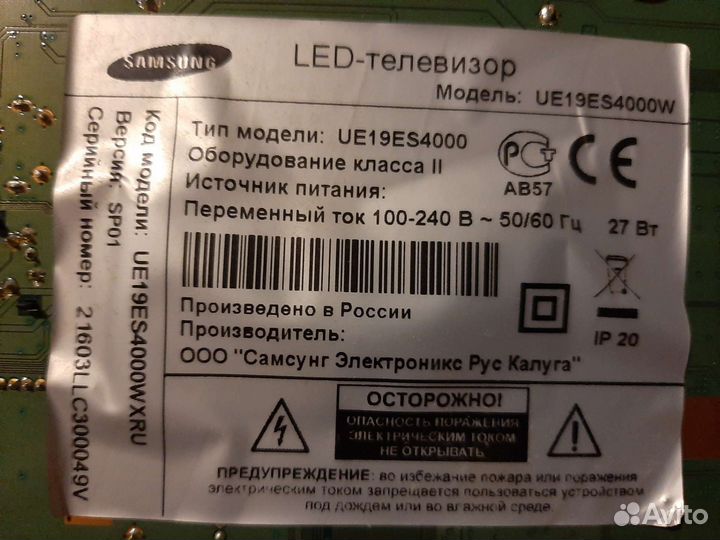 SAMSUNG
LED-телевизор
Модель: UE19ES4000W
Тип модели: UE19ES4000
Оборудование класса II
Источник питания:
Переменный ток 100-240 В ~ 50/60 Гц 27 Вт
АВ57
CE
Произведено в России
Производитель:
ООО "Самсунг Электроникс Рус Калуга"
IP 20
Код модели: UE19ES4000WXRU
Версия: SP01
Серийный номер: 21603LLC300049V
ОСТОРОЖНО!
ОПАСНОСТЬ ПОРАЖЕНИЯ
ЭЛЕКТРИЧЕСКИМ ТОКОМ
НЕ ОТКРЫВАТЬ
ПРЕДУПРЕЖДЕНИЕ: во избежание пожара или поражения
электрическим током запрещается пользоваться устройством
под дождем или во влажной среде.
Avito